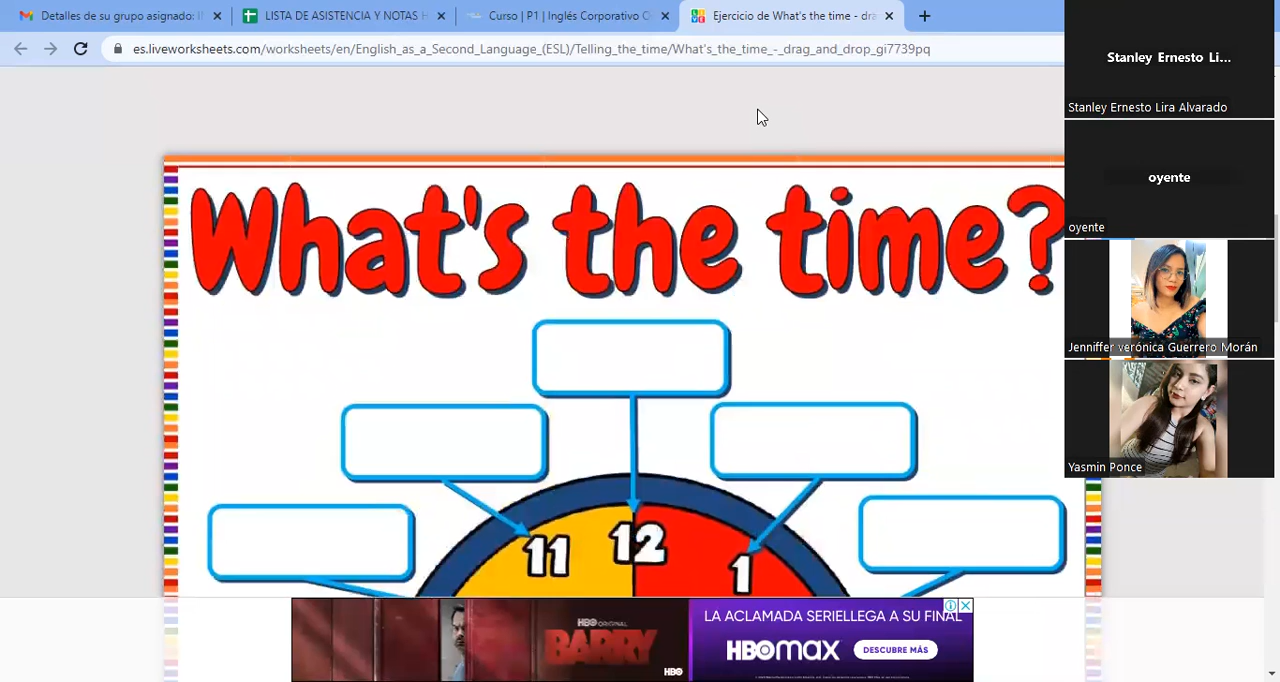 Detalles de su grupo asignado: IN
LISTA DE ASISTENCIA Y NOTAS H
Curso | P1 | Inglés Corporativo O
Ejercicio de What's the time - dra
es.liveworksheets.com/worksheets/en/English_as_a_Second_Language_(ESL)/Telling_the_time/What's_the_time_-_drag_and_drop_gi7739pq
Stanley Ernesto Li...
Stanley Ernesto Lira Alvarado
oyente
oyente
Jenniffer verónica Guerrero Morán
Yasmin Ponce
What's the time?
11
12
1
HBO ORIGINAL
BARRY
HBO
LA ACLAMADA SERIELLEGA A SU FINAL
HBOmax
DESCUBRE MÁS